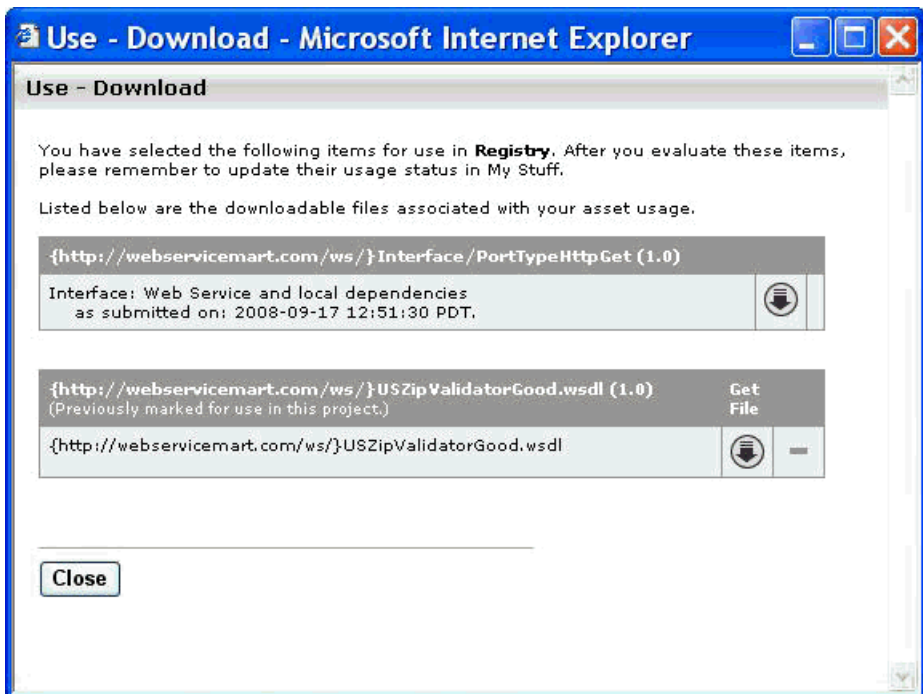 Use - Download - Microsoft Internet Explorer
Use - Download
You have selected the following items for use in Registry. After you evaluate these items,
please remember to update their usage status in My Stuff.
Listed below are the downloadable files associated with your asset usage.
{http://webservicemart.com/ws/}Interface/PortTypeHttpGet (1.0)
Interface: Web Service and local dependencies
as submitted on: 2008-09-17 12:51:30 PDT.
{http://webservicemart.com/ws/}USZipValidatorGood.wsdl (1.0)
(Previously marked for use in this project.)
Get
File
{http://webservicemart.com/ws/}USZipValidatorGood.wsdl
Close